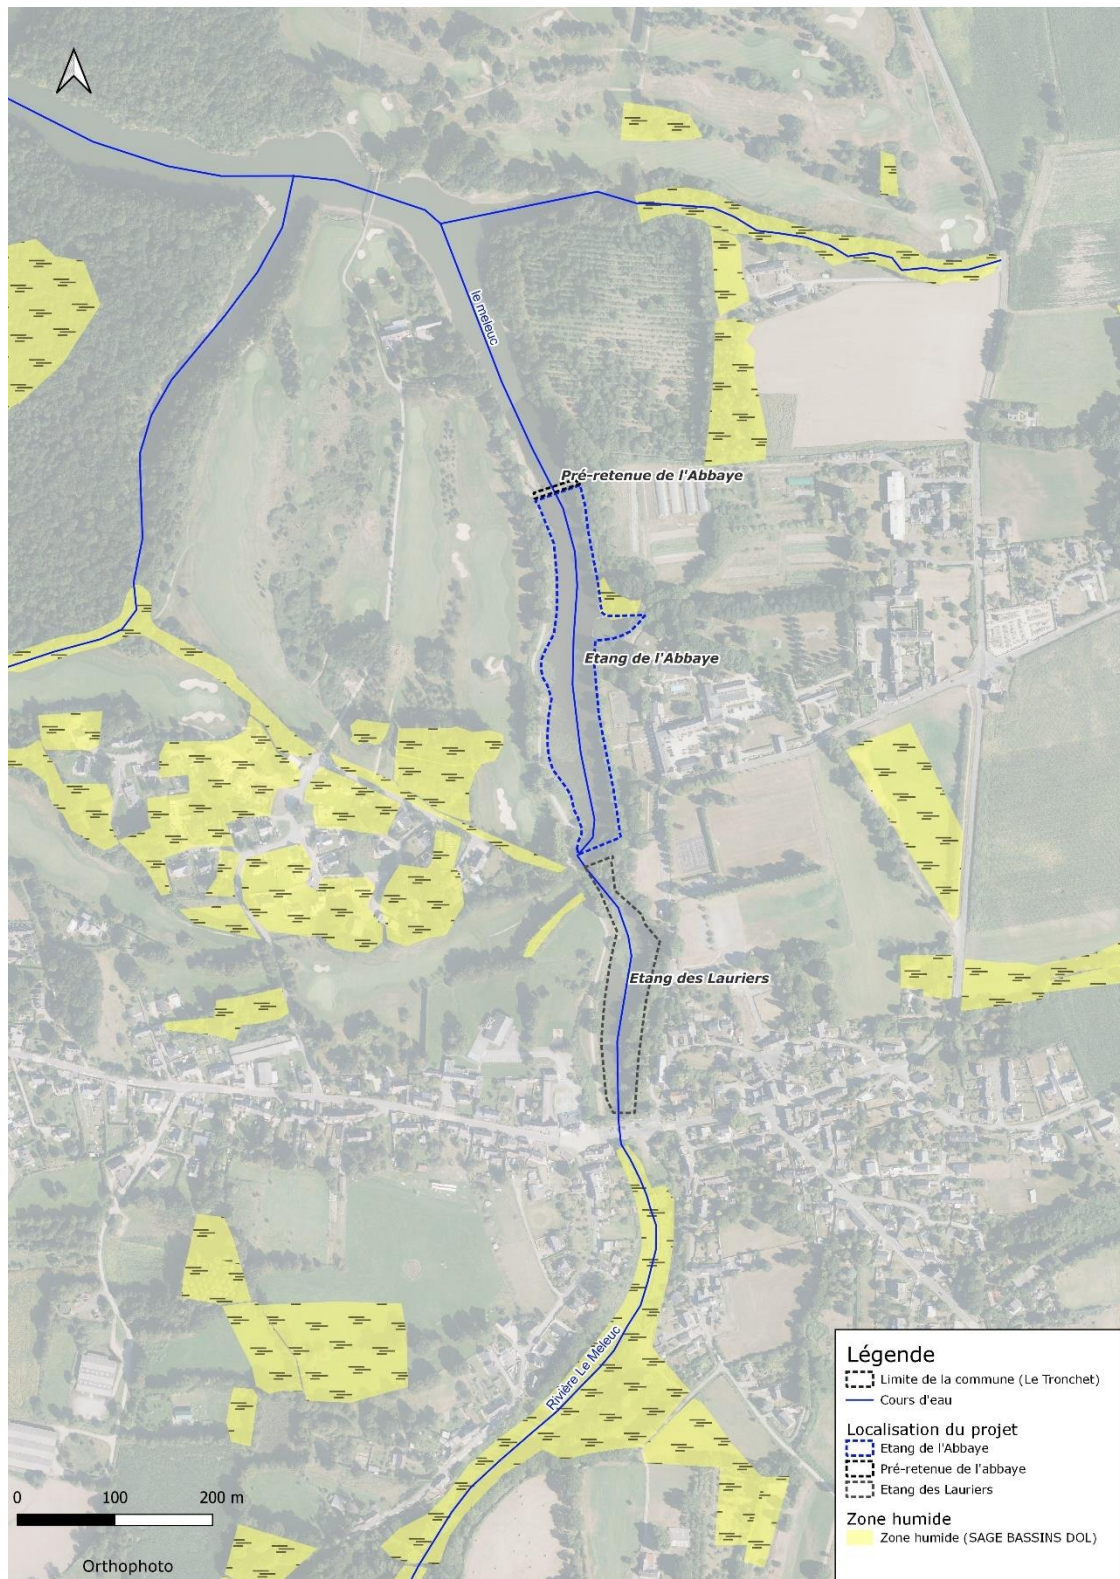 le meleuc
Pré-retenue de l'Abbaye
Etang de l'Abbaye
Etang des Lauriers
Rivière Le Meleuc
0 100 200 m
Orthophoto
Légende
Limite de la commune (Le Tronchet)
Cours d'eau
Localisation du projet
Etang de l'Abbaye
Pré-retenue de l'abbaye
Etang des Lauriers
Zone humide
Zone humide (SAGE BASSINS DOL)